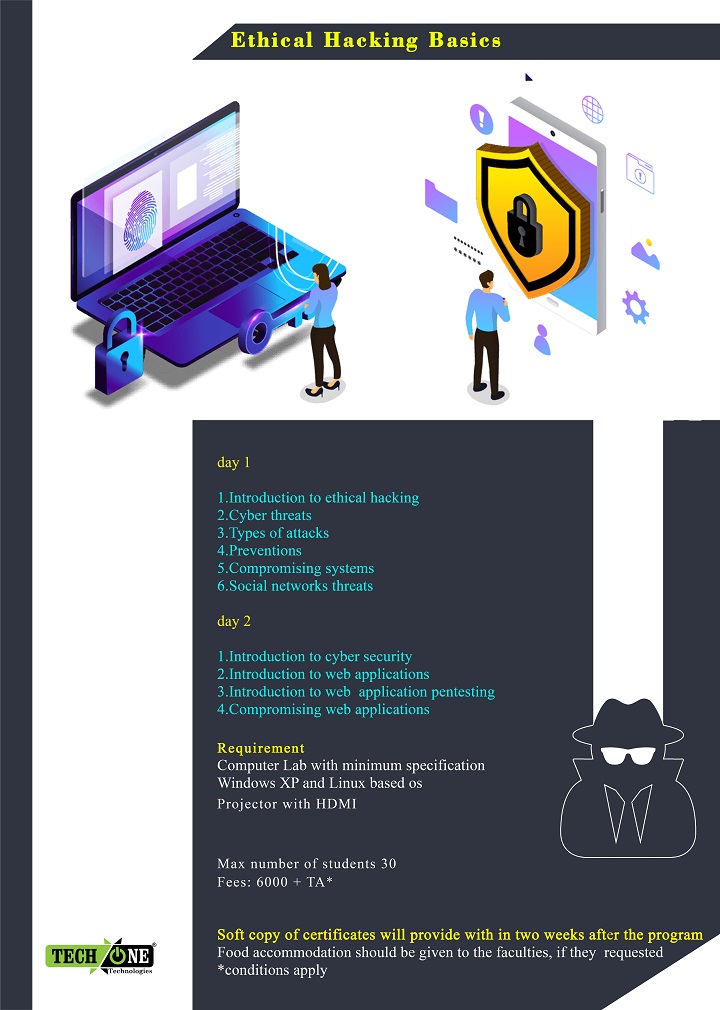 Ethical Hacking Basics
day 1
1.Introduction to ethical hacking
2.Cyber threats
3.Types of attacks
4.Preventions
5.Compromising systems
6.Social networks threats
day 2
1.Introduction to cyber security
2.Introduction to web applications
3.Introduction to web application pentesting
4.Compromising web applications
Requirement
Computer Lab with minimum specification
Windows XP and Linux based os
Projector with HDMI
Max number of students 30
Fees: 6000 + TA*
Soft copy of certificates will provide with in two weeks after the program
Food accommodation should be given to the faculties, if they requested
*conditions apply
TECH ONE®
Technologies